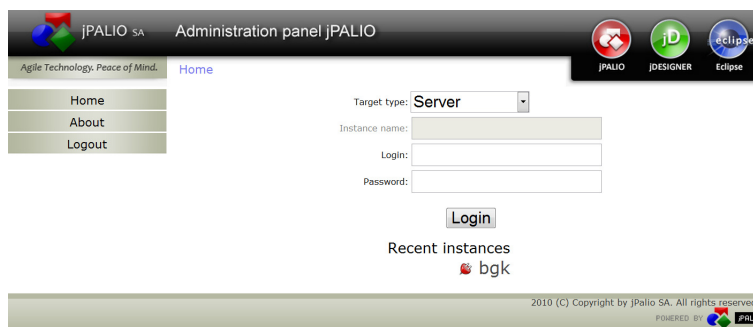 jPALIO SA
Administration panel jPALIO
jD
eclipse
jPALIO
jDESIGNER
Eclipse
Agile Technology. Peace of Mind.
Home
Home
About
Logout
Target type: Server
Instance name:
Login:
Password:
Login
Recent instances
bgk
2010 (C) Copyright by jPalio SA. All rights reserved
POWERED BY